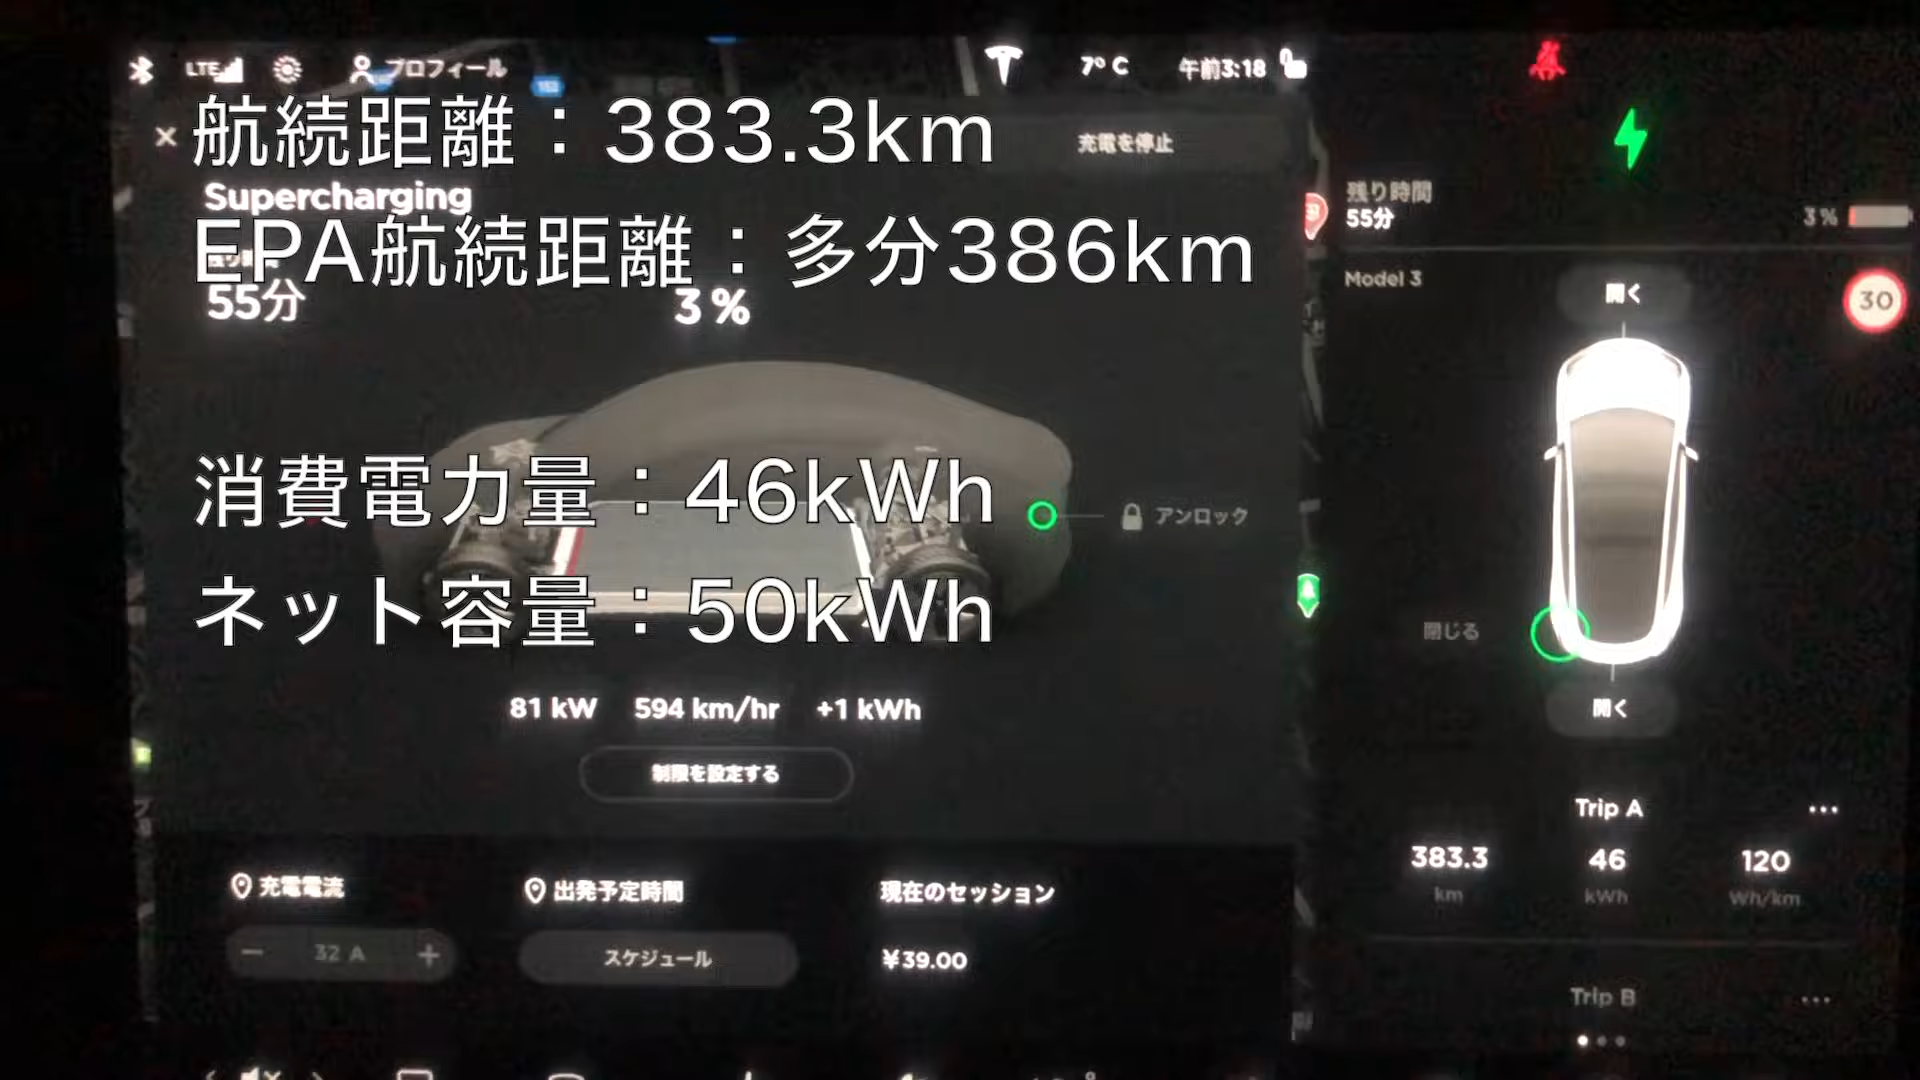 LTE
プロフィール
7° C
午前3:18
航続距離：383.3km
充電を停止
Supercharging
EPA航続距離：多分386km
55分
3 %
消費電力量：46kWh
アンロック
ネット容量：50kWh
81 kW 594 km/hr +1 kWh
制限を設定する
充電電流
出発予定時間
現在のセッション
32 A
スケジュール
¥39.00
残り時間
55分
3 %
Model 3
開く
30
閉じる
開く
Trip A
383.3 46 120
km kWh Wh/km
Trip B